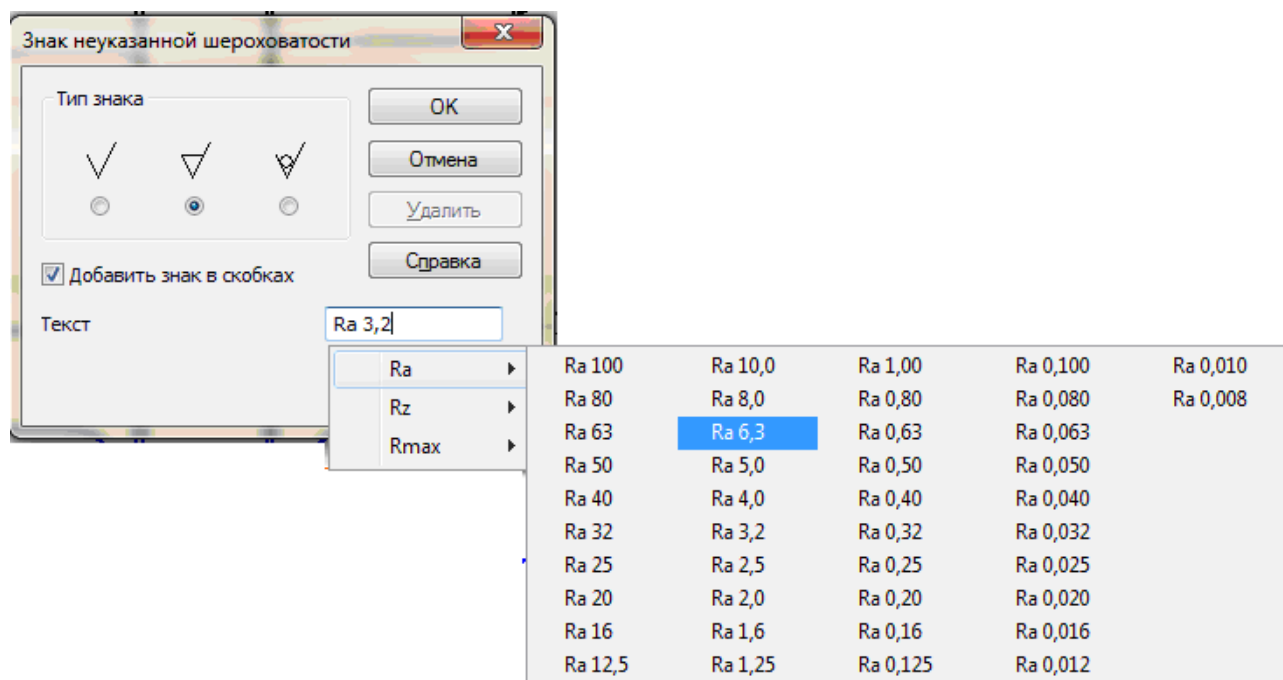 Знак неуказанной шероховатости
Тип знака
OK
Отмена
Удалить
Справка
Добавить знак в скобках
Текст
Ra 3,2
Ra
Rz
Rmax
Ra 100 Ra 10,0 Ra 1,00 Ra 0,100 Ra 0,010
Ra 80 Ra 8,0 Ra 0,80 Ra 0,080 Ra 0,008
Ra 63 Ra 6,3 Ra 0,63 Ra 0,063
Ra 50 Ra 5,0 Ra 0,50 Ra 0,050
Ra 40 Ra 4,0 Ra 0,40 Ra 0,040
Ra 32 Ra 3,2 Ra 0,32 Ra 0,032
Ra 25 Ra 2,5 Ra 0,25 Ra 0,025
Ra 20 Ra 2,0 Ra 0,20 Ra 0,020
Ra 16 Ra 1,6 Ra 0,16 Ra 0,016
Ra 12,5 Ra 1,25 Ra 0,125 Ra 0,012